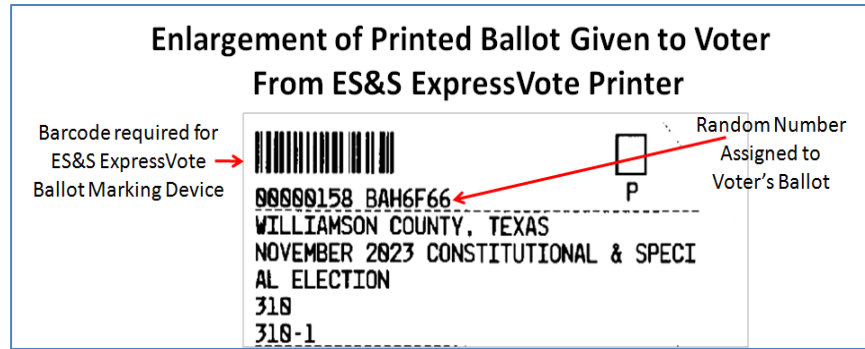 Enlargement of Printed Ballot Given to Voter
From ES&S ExpressVote Printer
Barcode required for
ES&S ExpressVote
Ballot Marking Device
Random Number
Assigned to
Voter's Ballot
P
00000158 BAH6F66
WILLIAMSON COUNTY, TEXAS
NOVEMBER 2023 CONSTITUTIONAL & SPECI
AL ELECTION
310
310-1